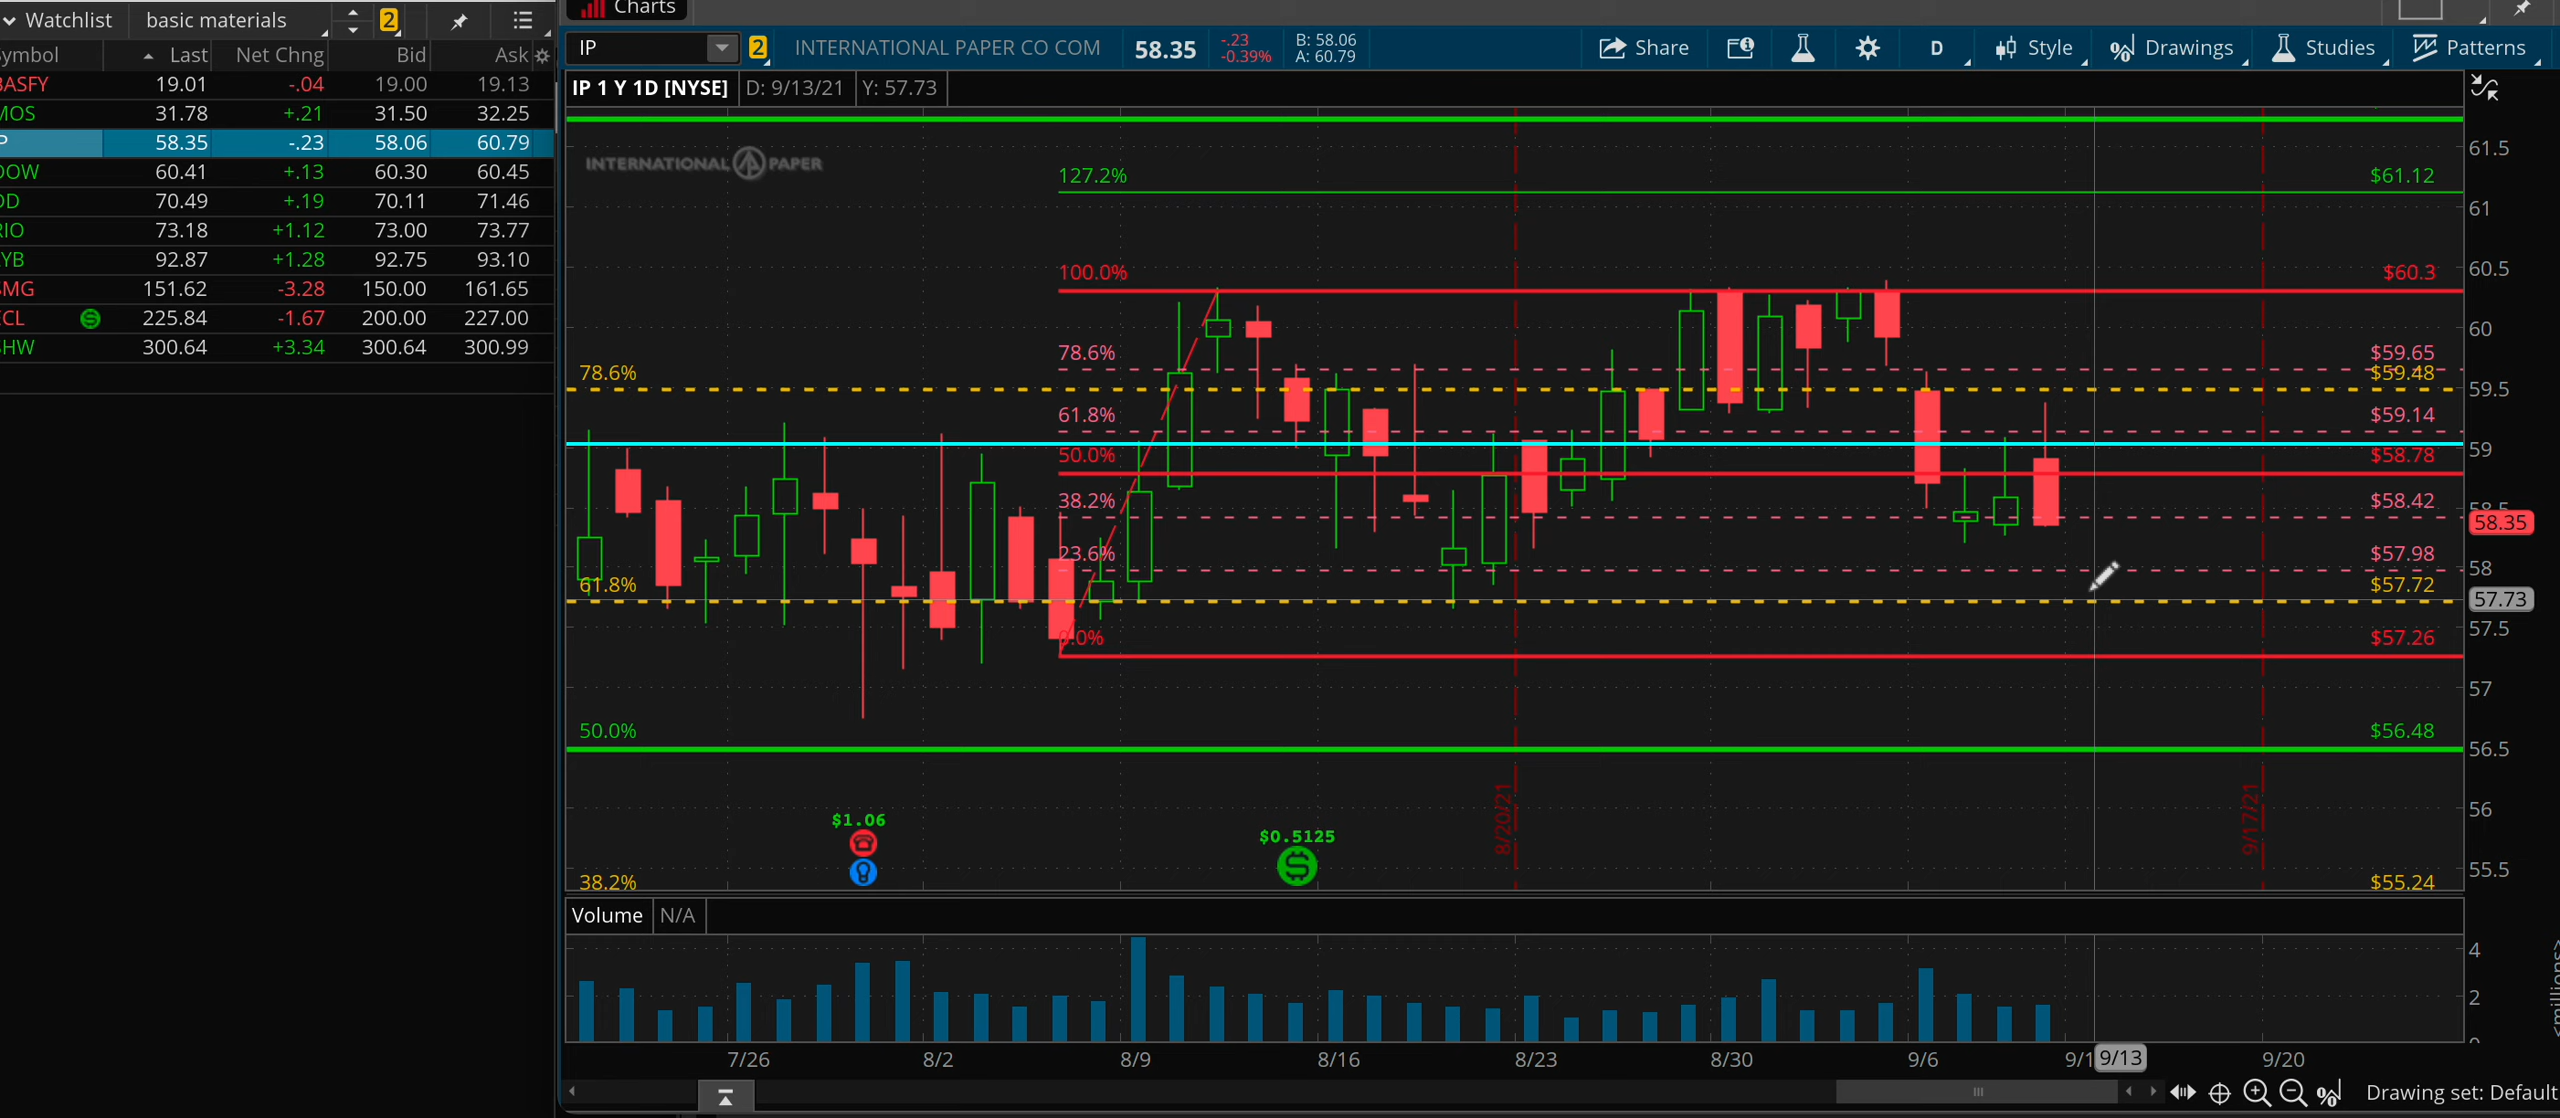 Watchlist basic materials 2
ymbol Last Net Chng Bid Ask
BASFY 19.01 -.04 19.00 19.13
MOS 31.78 +.21 31.50 32.25
P 58.35 -.23 58.06 60.79
DOW 60.41 +.13 60.30 60.45
DD 70.49 +.19 70.11 71.46
RIO 73.18 +1.12 73.00 73.77
YB 92.87 +1.28 92.75 93.10
SMG 151.62 -3.28 150.00 161.65
CL 225.84 -1.67 200.00 227.00
SHW 300.64 +3.34 300.64 300.99
Charts
IP 2 INTERNATIONAL PAPER CO COM 58.35 -.23 -0.39% B: 58.06 A: 60.79 Share D Style Drawings Studies Patterns
IP 1 Y 1D [NYSE] D: 9/13/21 Y: 57.73
INTERNATIONAL PAPER
127.2% $61.12
100.0% $60.3
78.6% $59.65
78.6% $59.48
61.8% $59.14
50.0% $58.78
38.2% $58.42
23.6% $57.98
61.8% $57.72
0.0% $57.26
50.0% $56.48
38.2% $55.24
61.5
61
60.5
60
59.5
59
58.5
58.35
58
57.73
57.5
57
56.5
56
55.5
8/20/21
9/17/21
$1.06
$0.5125
Volume N/A
4
2
0
<millions>
7/26 8/2 8/9 8/16 8/23 8/30 9/6 9/1 9/13 9/20
Drawing set: Default